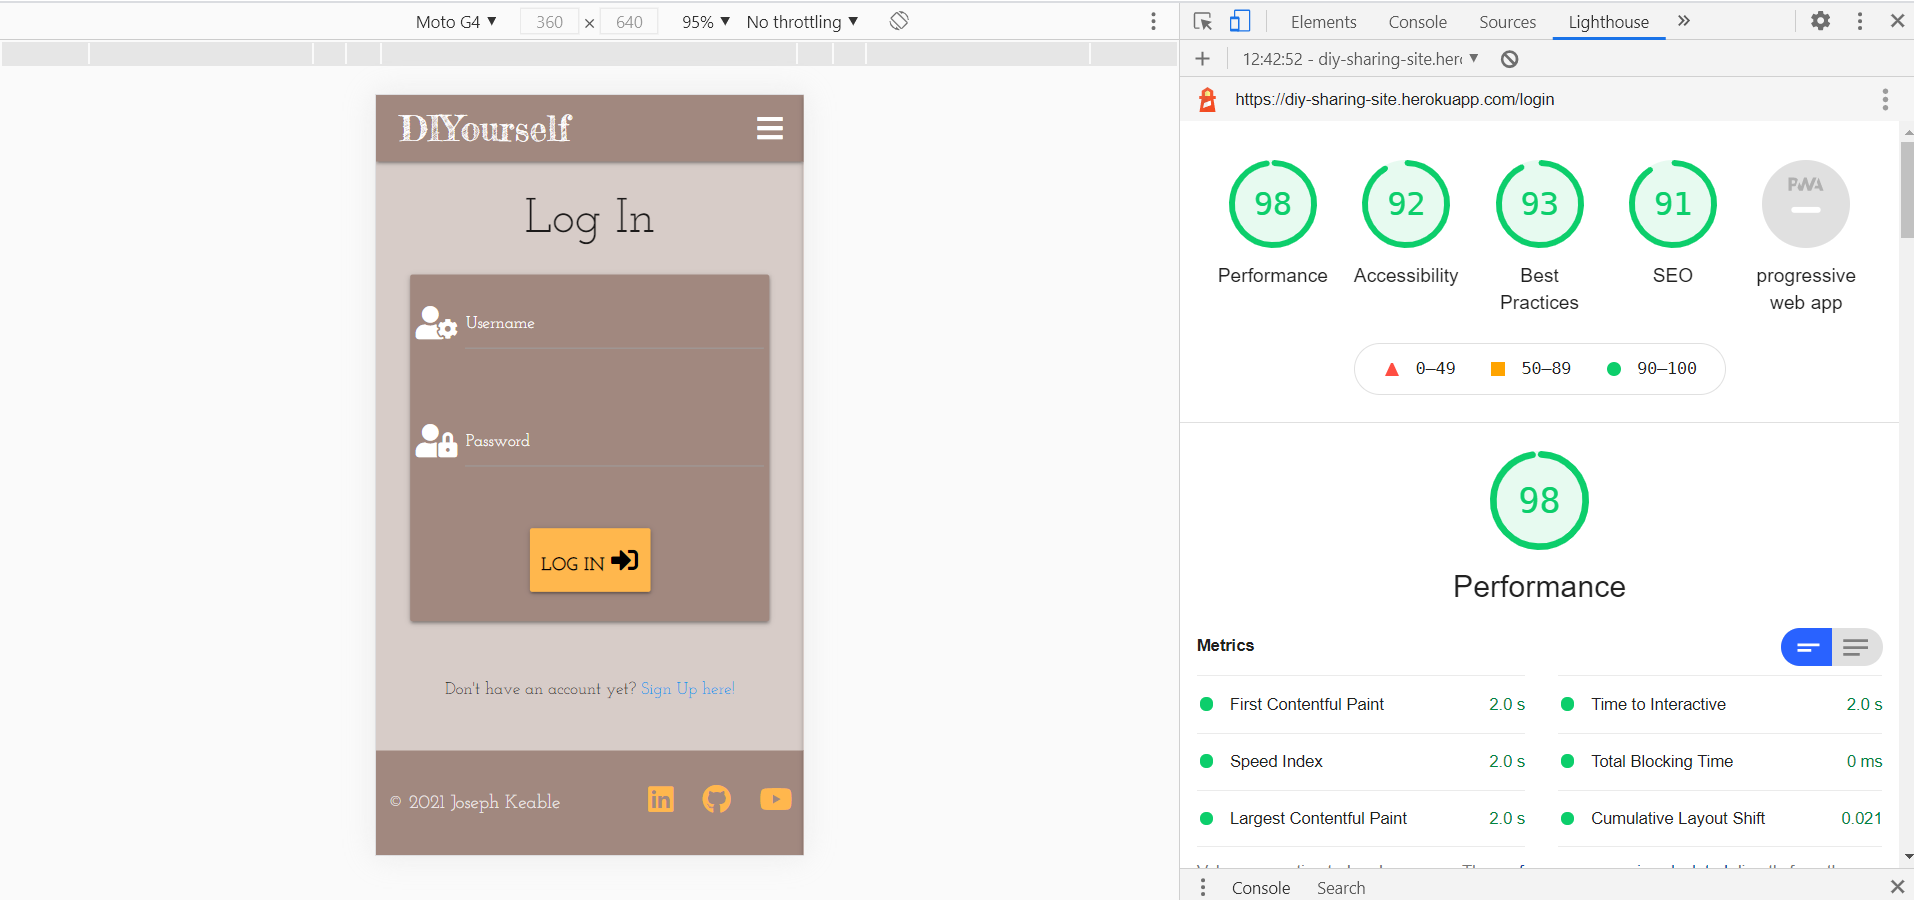 Moto G4 ▼ 360 × 640 95% ▼ No throttling ▼
Elements Console Sources Lighthouse »
12:42:52 - diy-sharing-site.her ▼
https://diy-sharing-site.herokuapp.com/login
DIYourself
Log In
Username
Password
LOG IN
Don't have an account yet? Sign Up here!
© 2021 Joseph Keable
98 92 93 91 PWA
Performance Accessibility Best Practices SEO progressive web app
0–49 50–89 90–100
98
Performance
Metrics
First Contentful Paint 2.0 s
Time to Interactive 2.0 s
Speed Index 2.0 s
Total Blocking Time 0 ms
Largest Contentful Paint 2.0 s
Cumulative Layout Shift 0.021
Console Search